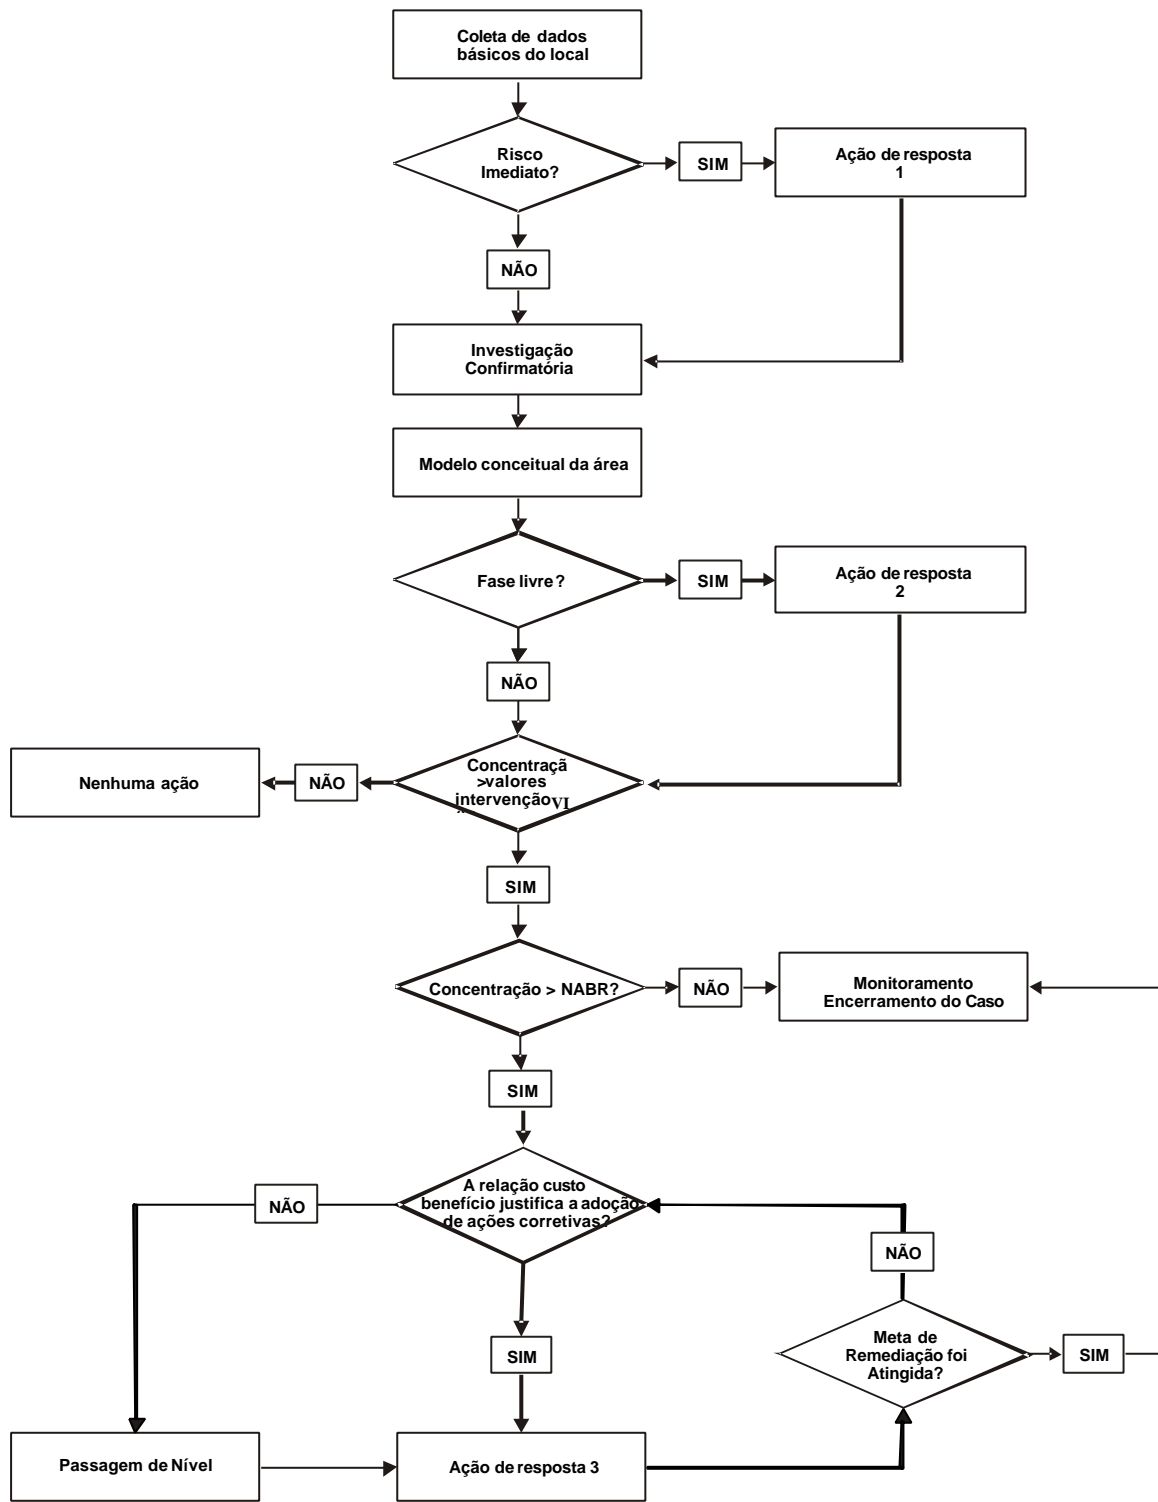 Coleta de dados
básicos do local
Risco
Imediato?
SIM
Ação de resposta
1
NÃO
Investigação
Confirmatória
Modelo conceitual da área
Fase livre ?
SIM
Ação de resposta
2
NÃO
Nenhuma ação
NÃO
Concentraçã
>valores
intervençãoVI
SIM
Concentração > NABR?
NÃO
Monitoramento
Encerramento do Caso
SIM
A relação custo
benefício justifica a adoção
de ações corretivas?
NÃO
NÃO
SIM
Meta de
Remediação foi
Atingida?
SIM
Passagem de Nível
Ação de resposta 3